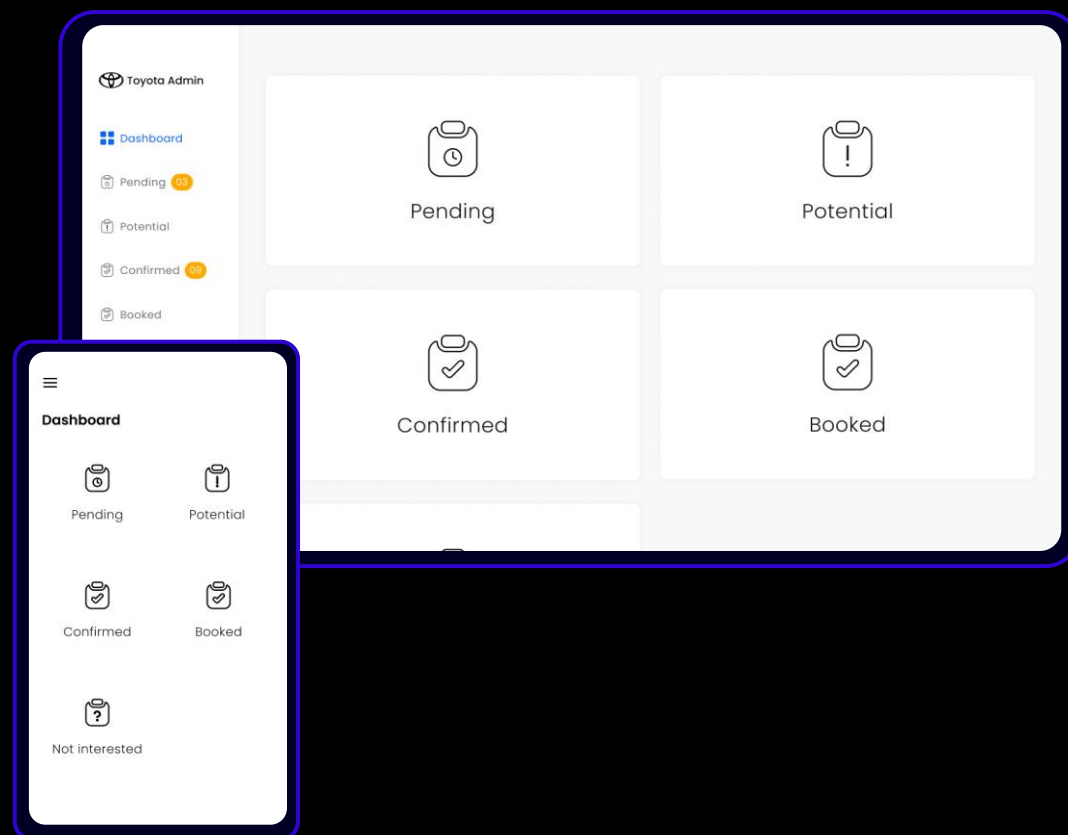 Toyota Admin
Dashboard
Pending 03
Potential
Confirmed 09
Booked
Pending
Potential
Confirmed
Booked
Dashboard
Pending
Potential
Confirmed
Booked
Not interested